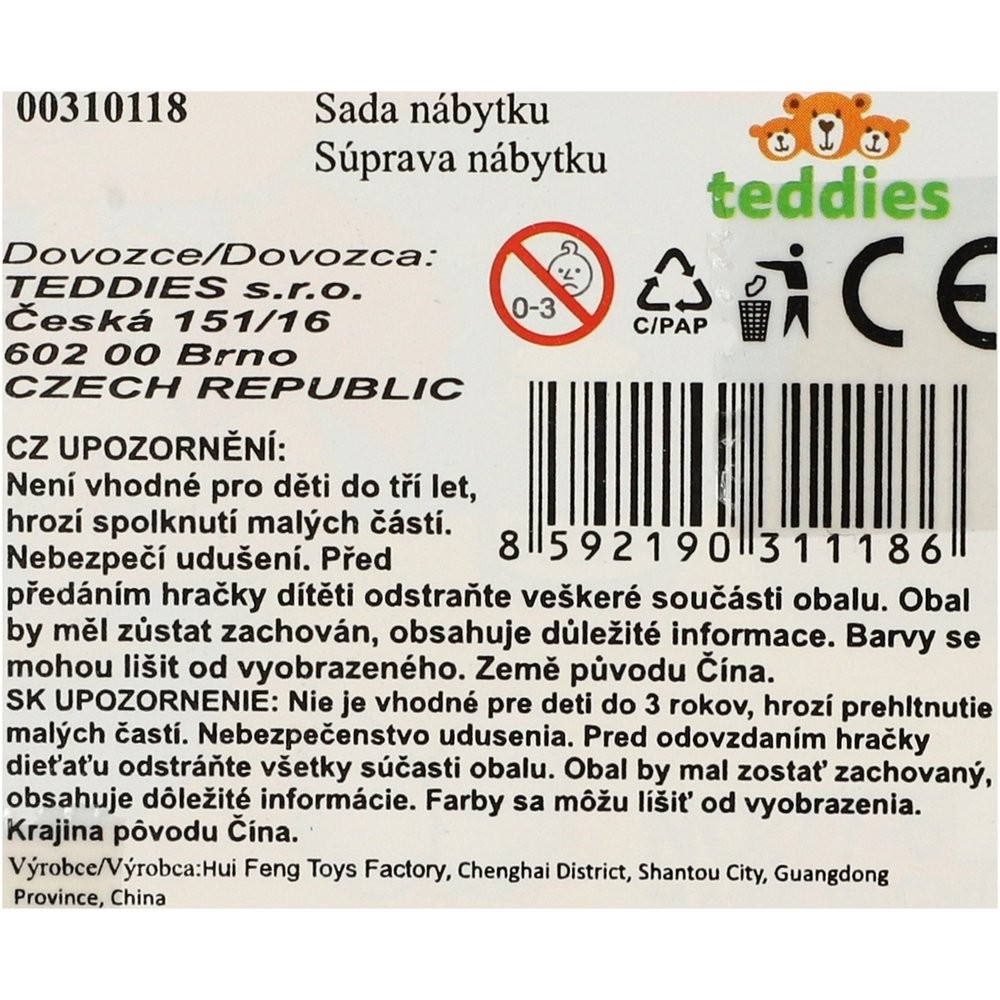 00310118
Sada nábytku
Súprava nábytku
teddies
Dovozce/Dovozca:
TEDDIES s.r.o.
Česká 151/16
602 00 Brno
CZECH REPUBLIC
0-3
C/PAP
CE
8 592190 311186
CZ UPOZORNĚNÍ:
Není vhodné pro děti do tří let,
hrozí spolknutí malých částí.
Nebezpečí udušení. Před
předáním hračky dítěti odstraňte veškeré součásti obalu. Obal
by měl zůstat zachován, obsahuje důležité informace. Barvy se
mohou lišit od vyobrazeného. Země původu Čína.
SK UPOZORNENIE: Nie je vhodné pre deti do 3 rokov, hrozí prehltnutie
malých častí. Nebezpečenstvo udusenia. Pred odovzdaním hračky
dieťaťu odstráňte všetky súčasti obalu. Obal by mal zostať zachovaný,
obsahuje dôležité informácie. Farby sa môžu líšiť od vyobrazenia.
Krajina pôvodu Čína.
Výrobce/Výrobca:Hui Feng Toys Factory, Chenghai District, Shantou City, Guangdong
Province, China